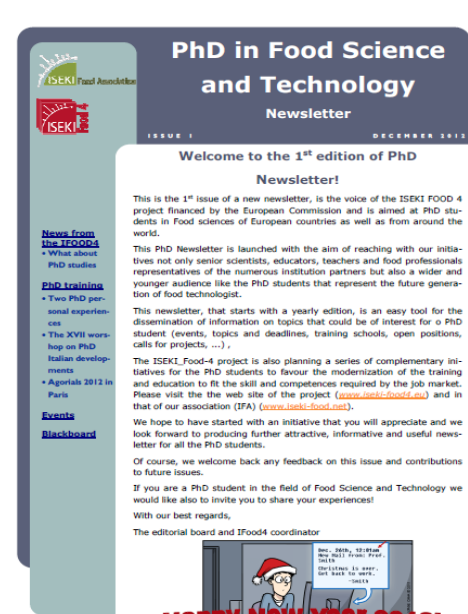 PhD in Food Science
and Technology
Newsletter
ISSUE 1 DECEMBER 2012
ISEKI Food Association
ISEKI
Food 4
News from
the IFOOD4
• What about
PhD studies
PhD training
• Two PhD per-
sonal experien-
ces
• The XVII wors-
hop on PhD
Italian develop-
ments
• Agorials 2012 in
Paris
Events
Blackboard
Welcome to the 1st edition of PhD
Newsletter!
This is the 1st issue of a new newsletter, is the voice of the ISEKI FOOD 4
project financed by the European Commission and is aimed at PhD stu-
dents in Food sciences of European countries as well as from around the
world.
This PhD Newsletter is launched with the aim of reaching with our initia-
tives not only senior scientists, educators, teachers and food professionals
representatives of the numerous institution partners but also a wider and
younger audience like the PhD students that represent the future genera-
tion of food technologist.
This newsletter, that starts with a yearly edition, is an easy tool for the
dissemination of information on topics that could be of interest for o PhD
student (events, topics and deadlines, training schools, open positions,
calls for projects, ...) ,
The ISEKI_Food-4 project is also planning a series of complementary ini-
tiatives for the PhD students to favour the modernization of the training
and education to fit the skill and competences required by the job market.
Please visit the the web site of the project (www.iseki-food4.eu) and in
that of our association (IFA) (www.iseki-food.net).
We hope to have started with an initiative that you will appreciate and we
look forward to producing further attractive, informative and useful news-
letter for all the PhD students.
Of course, we welcome back any feedback on this issue and contributions
to future issues.
If you are a PhD student in the field of Food Science and Technology we
would like also to invite you to share your experiences!
With our best regards,
The editorial board and IFood4 coordinator
Dec. 26th, 12:01am
New Mail from: Prof.
Smith
Christmas is over.
Get back to work.
-Smith